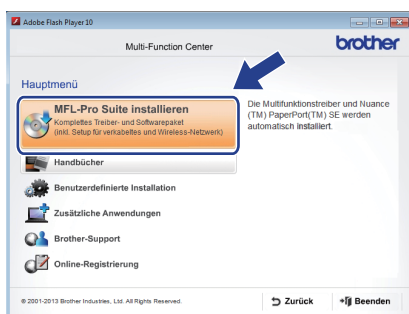 Adobe Flash Player 10
Multi-Function Center
brother
Hauptmenü
MFL-Pro Suite installieren
Komplettes Treiber- und Softwarepaket
(inkl. Setup für verkabeltes und Wireless-Netzwerk)
Die Multifunktionstreiber und Nuance
(TM) PaperPort(TM) SE werden
automatisch installiert.
Handbücher
Benutzerdefinierte Installation
Zusätzliche Anwendungen
Brother-Support
Online-Registrierung
© 2001-2013 Brother Industries, Ltd. All Rights Reserved.
Zurück
Beenden